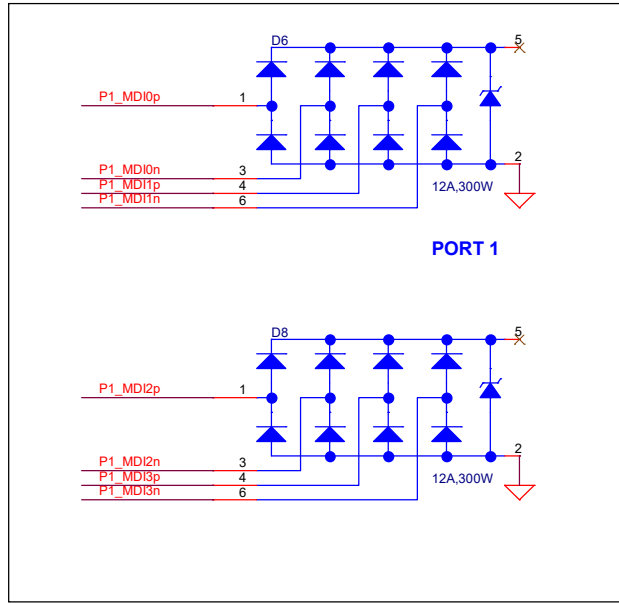 D6
5
P1_MDI0p
1
P1_MDI0n
3
P1_MDI1p
4
P1_MDI1n
6
2
12A,300W
PORT 1
D8
5
P1_MDI2p
1
P1_MDI2n
3
P1_MDI3p
4
P1_MDI3n
6
2
12A,300W